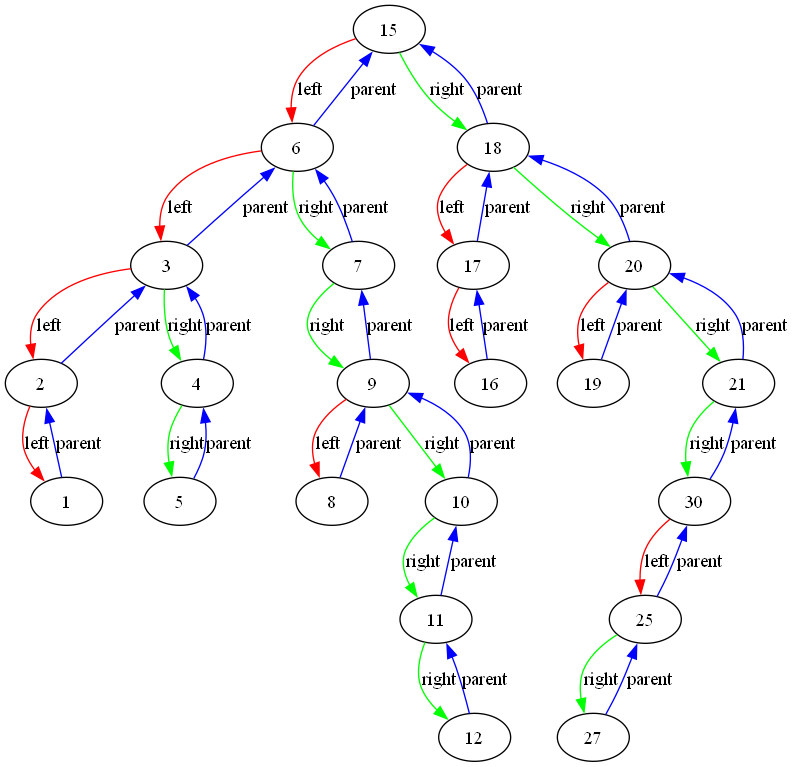 15
left parent right parent
6 18
left parent right parent left parent right parent
3 7 17 20
left parent right parent right parent left parent left parent right parent
2 4 9 16 19 21
left parent right parent left parent right parent right parent
1 5 8 10 30
right parent left parent
11 25
right parent right parent
12 27